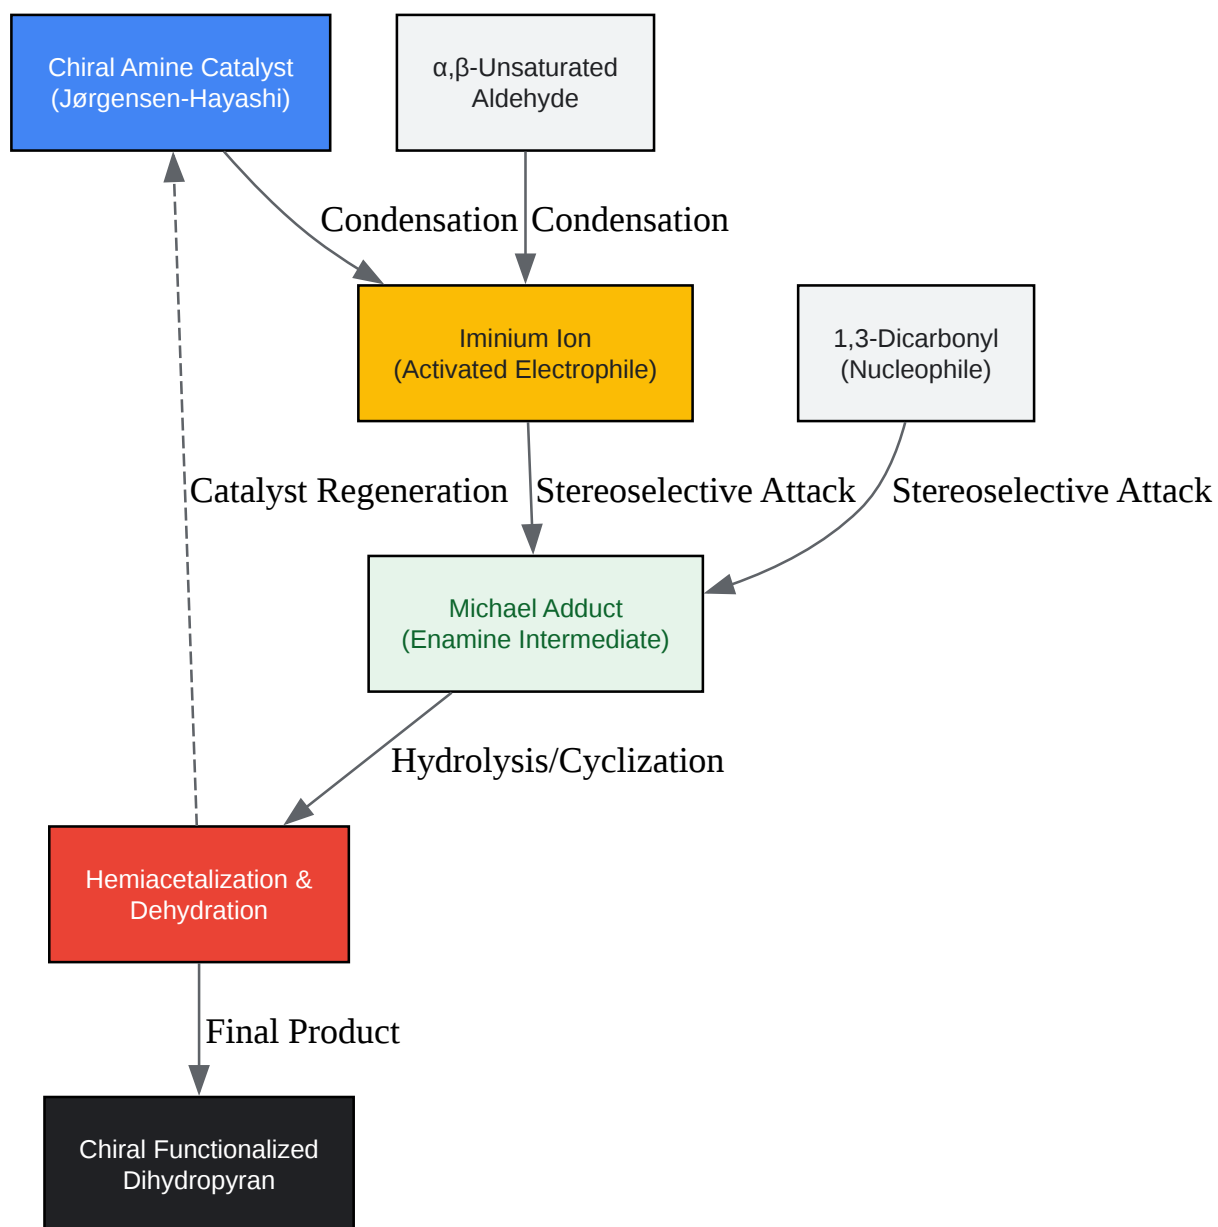 Chiral Amine Catalyst
(Jørgensen-Hayashi)
α,β-Unsaturated
Aldehyde
Condensation
Condensation
Iminium Ion
(Activated Electrophile)
1,3-Dicarbonyl
(Nucleophile)
Catalyst Regeneration
Stereoselective Attack
Stereoselective Attack
Michael Adduct
(Enamine Intermediate)
Hydrolysis/Cyclization
Hemiacetalization &
Dehydration
Final Product
Chiral Functionalized
Dihydropyran